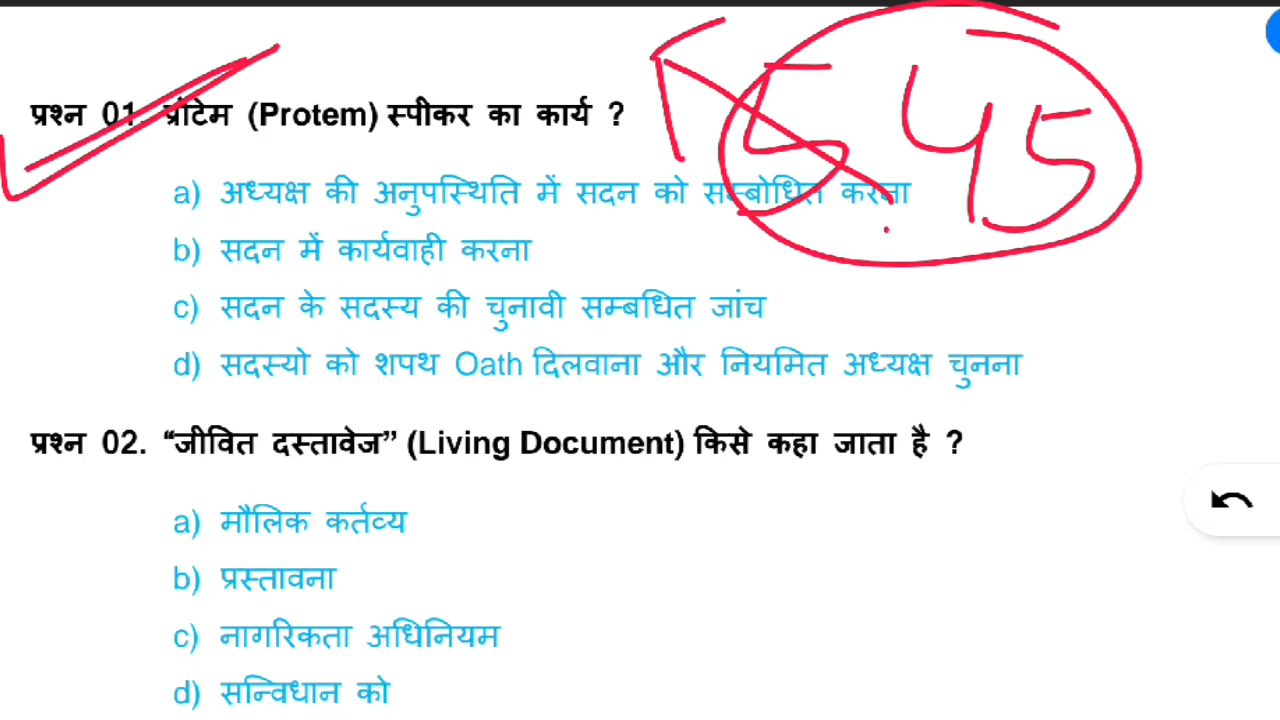 545
प्रश्न 01. प्रोटेम (Protem) स्पीकर का कार्य ?
a) अध्यक्ष की अनुपस्थिति में सदन को सम्बोधित करना
b) सदन में कार्यवाही करना
c) सदन के सदस्य की चुनावी सम्बधित जांच
d) सदस्यो को शपथ Oath दिलवाना और नियमित अध्यक्ष चुनना
प्रश्न 02. “जीवित दस्तावेज” (Living Document) किसे कहा जाता है ?
a) मौलिक कर्तव्य
b) प्रस्तावना
c) नागरिकता अधिनियम
d) सन्विधान को